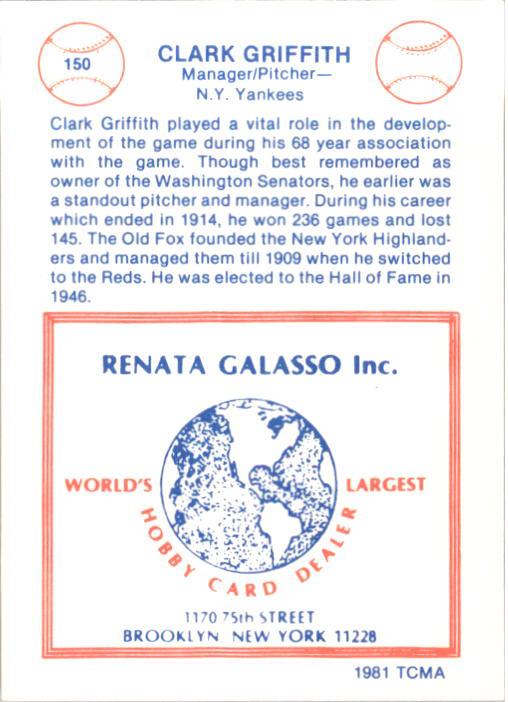 150
CLARK GRIFFITH
Manager/Pitcher—
N.Y. Yankees
Clark Griffith played a vital role in the develop-
ment of the game during his 68 year association
with the game. Though best remembered as
owner of the Washington Senators, he earlier was
a standout pitcher and manager. During his career
which ended in 1914, he won 236 games and lost
145. The Old Fox founded the New York Highland-
ers and managed them till 1909 when he switched
to the Reds. He was elected to the Hall of Fame in
1946.
RENATA GALASSO Inc.
WORLD'S LARGEST
HOBBY CARD DEALER
1170 75th STREET
BROOKLYN NEW YORK 11228
1981 TCMA